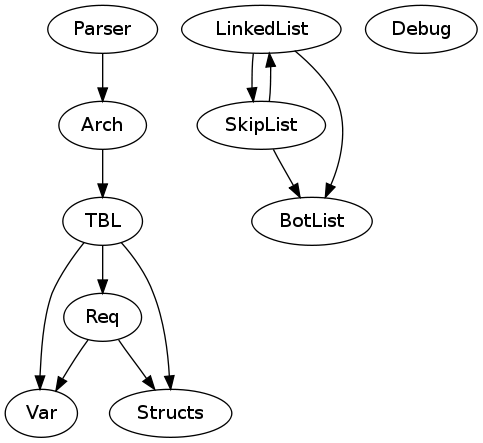 Parser
LinkedList
Debug
Arch
SkipList
TBL
BotList
Req
Var
Structs